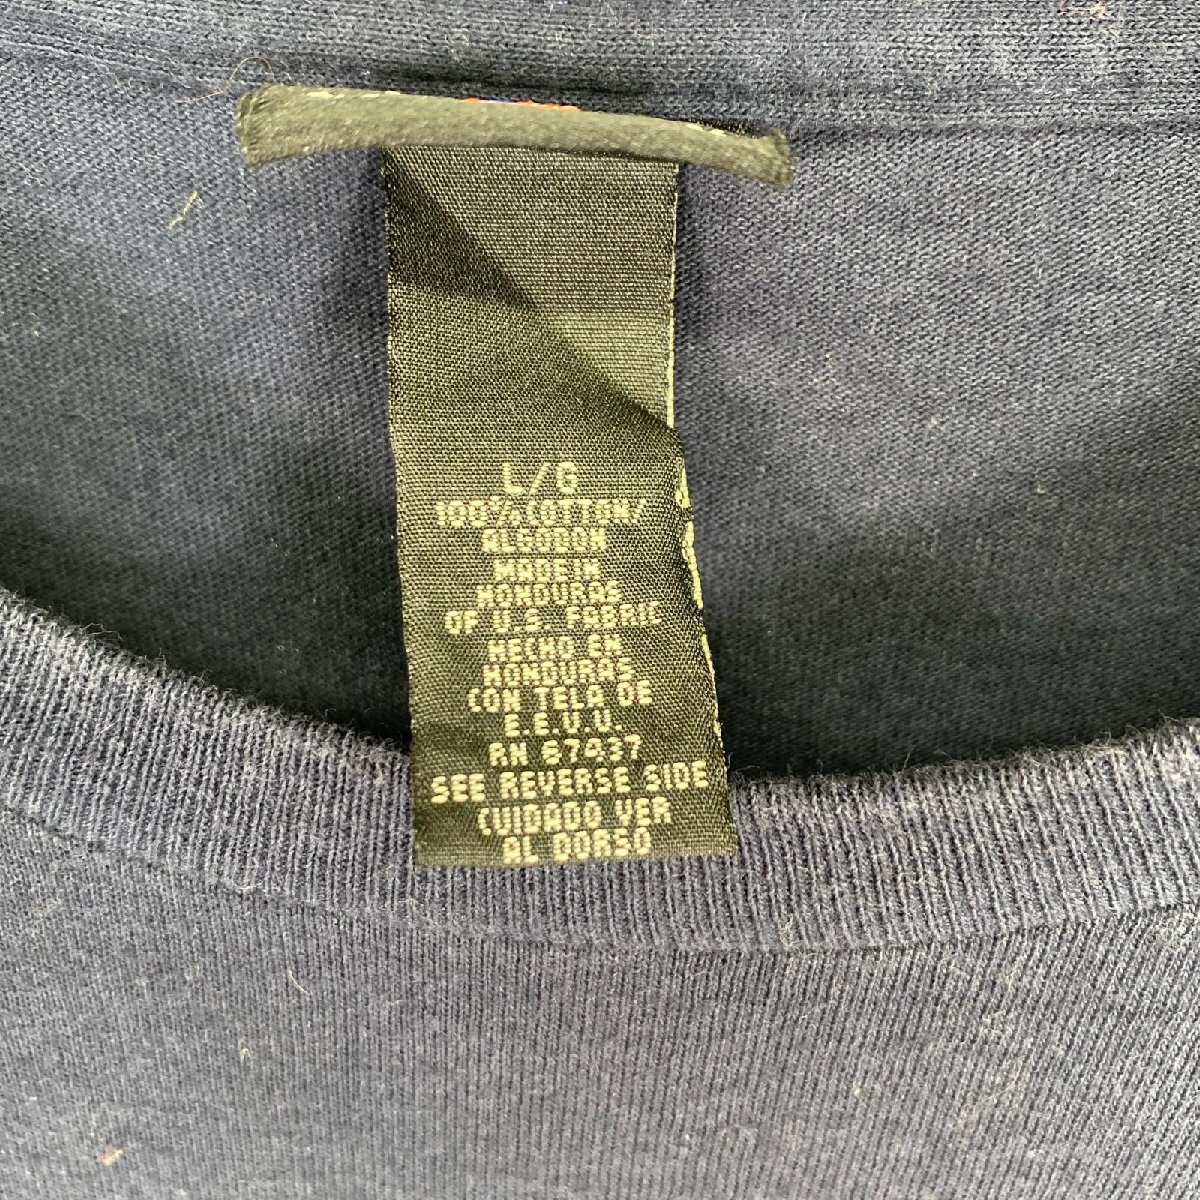 L/G
100% COTTON/
ALGODON
MADE IN
HONDURAS
OF U.S. FABRIC
HECHO EN
HONDURAS
CON TELA DE
E.E.U.U.
RN 67437
SEE REVERSE SIDE
CUIDADO VER
AL DORSO